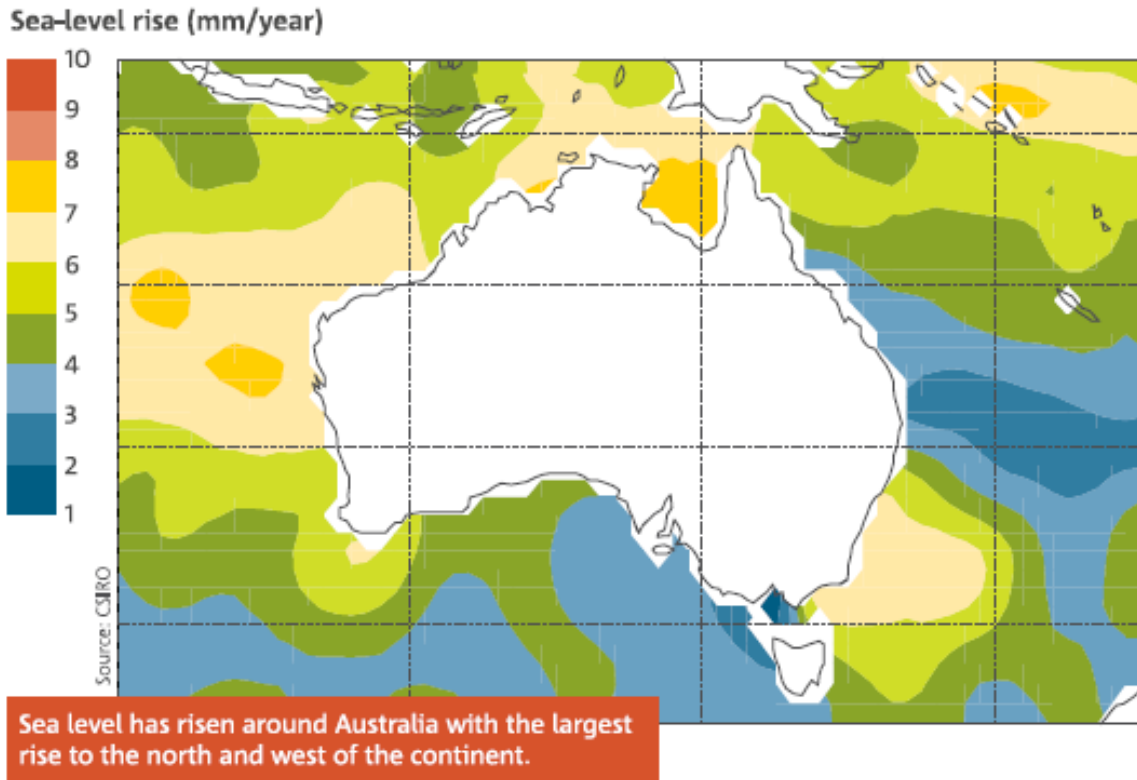 Sea-level rise (mm/year)
10
9
8
7
6
5
4
3
2
1
Source: CSIRO
Sea level has risen around Australia with the largest
rise to the north and west of the continent.